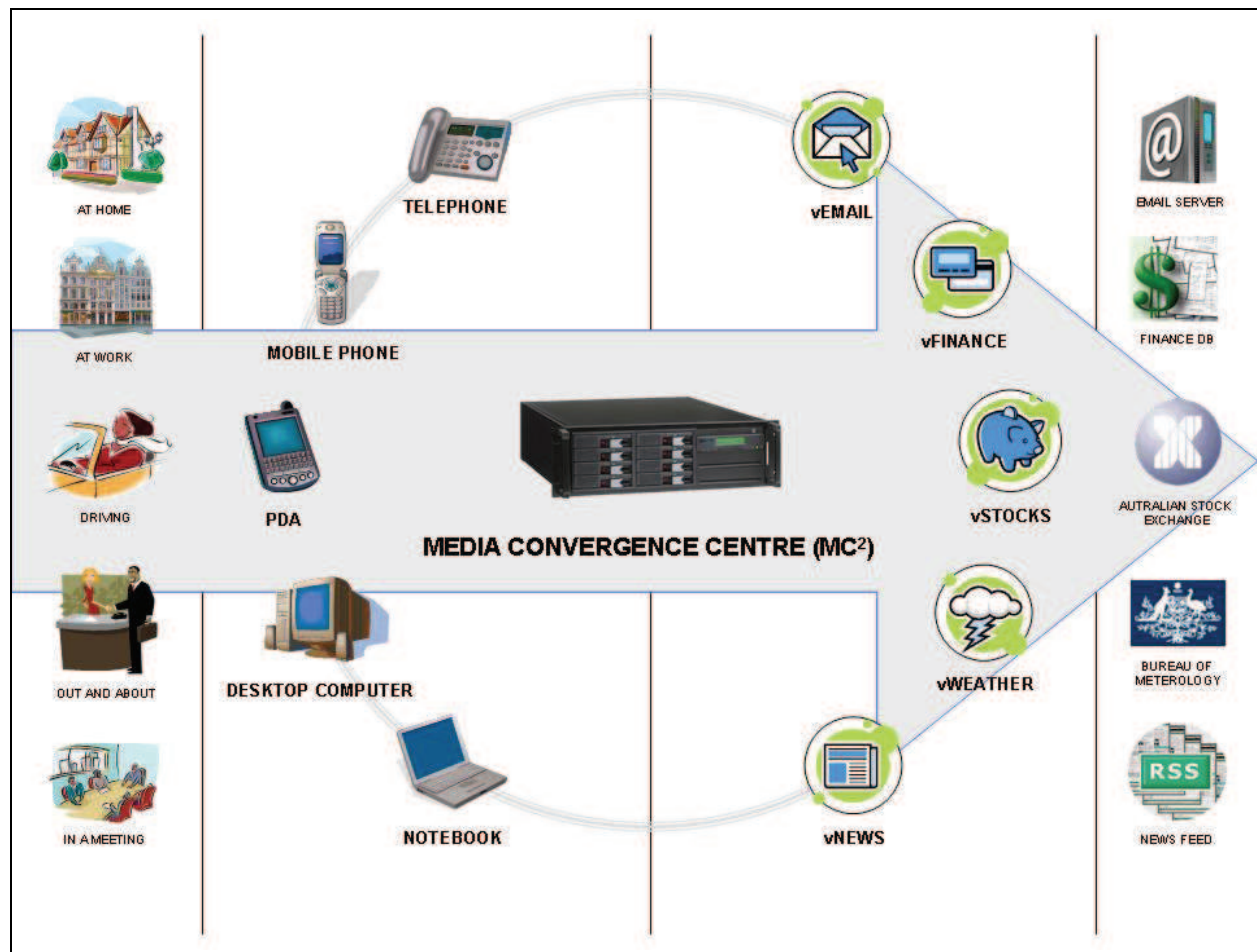 AT HOME
AT WORK
DRIVING
OUT AND ABOUT
IN A MEETING
TELEPHONE
MOBILE PHONE
PDA
DESKTOP COMPUTER
NOTEBOOK
MEDIA CONVERGENCE CENTRE (MC²)
vEMAIL
vFINANCE
vSTOCKS
vWEATHER
vNEWS
@
EMAIL SERVER
$
FINANCE DB
AUTRALIAN STOCK
EXCHANGE
BUREAU OF
METEROLOGY
RSS
NEWS FEED